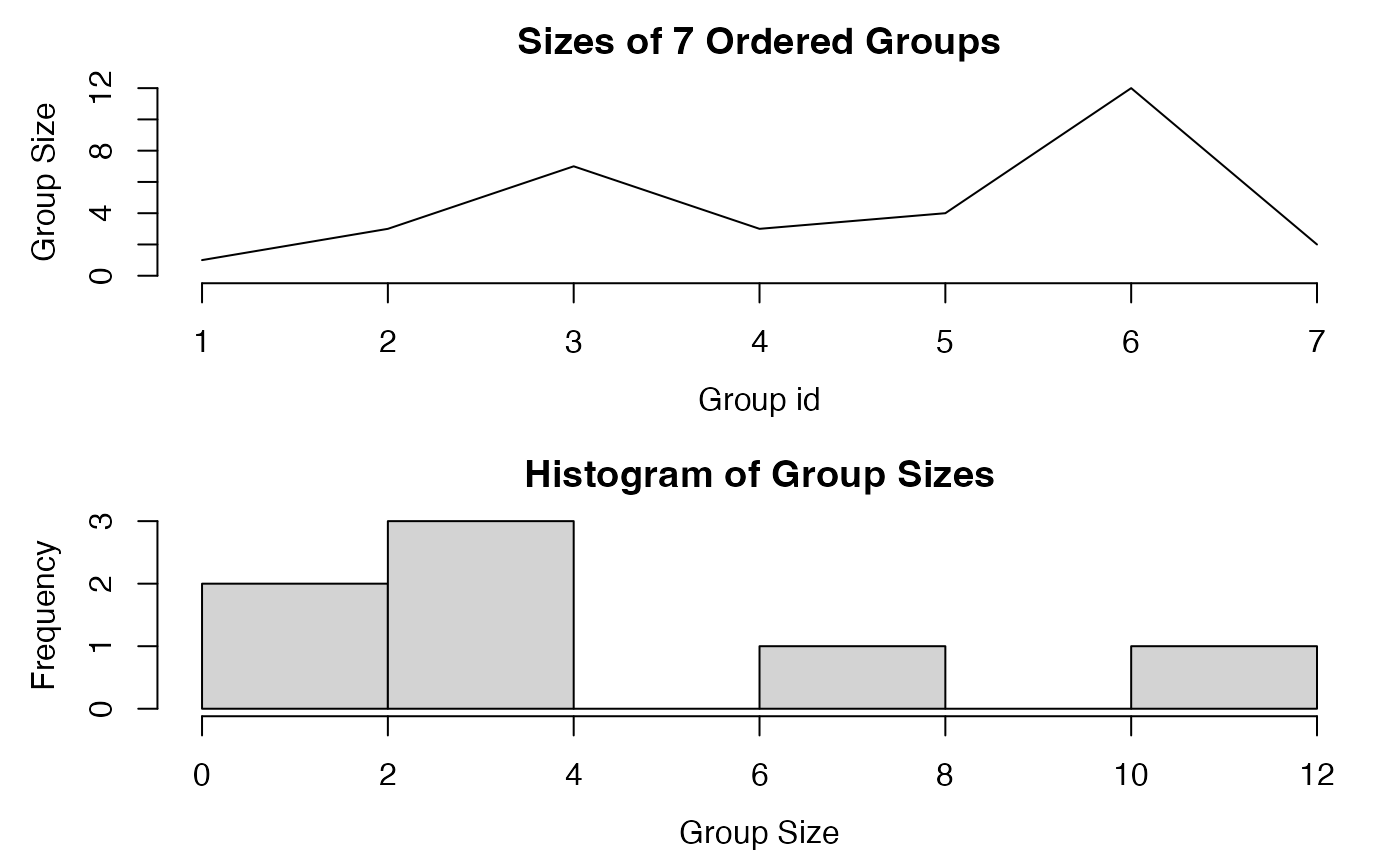 Sizes of 7 Ordered Groups
Group Size
12
8
4
0
1 2 3 4 5 6 7
Group id
Histogram of Group Sizes
Frequency
3
2
1
0
0 2 4 6 8 10 12
Group Size